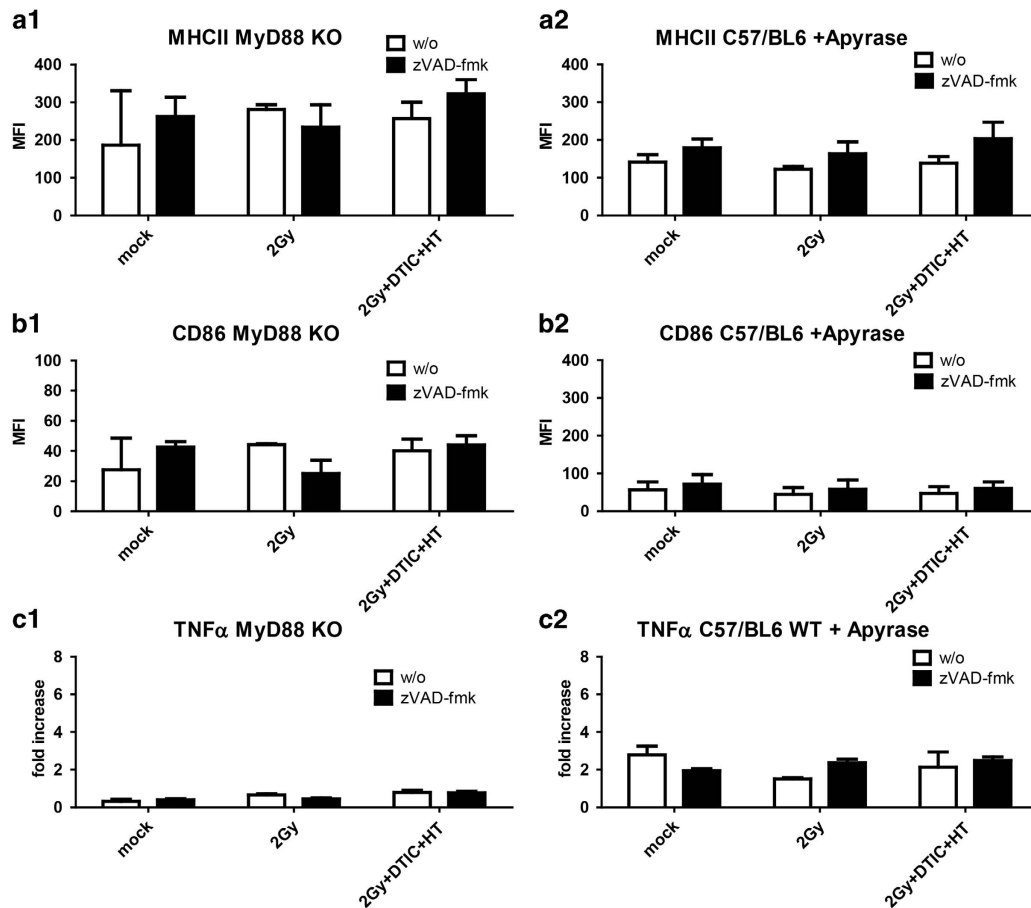 a1
MHCII MyD88 KO
w/o
zVAD-fmk
400
300
200
100
0
MFI
mock
2Gy
2Gy+DTIC+HT
a2
MHCII C57/BL6 +Apyrase
w/o
zVAD-fmk
400
300
200
100
0
MFI
mock
2Gy
2Gy+DTIC+HT
b1
CD86 MyD88 KO
w/o
zVAD-fmk
100
80
60
40
20
0
MFI
mock
2Gy
2Gy+DTIC+HT
b2
CD86 C57/BL6 +Apyrase
w/o
zVAD-fmk
400
300
200
100
0
MFI
mock
2Gy
2Gy+DTIC+HT
c1
TNFα MyD88 KO
w/o
zVAD-fmk
8
6
4
2
0
fold increase
mock
2Gy
2Gy+DTIC+HT
c2
TNFα C57/BL6 WT + Apyrase
w/o
zVAD-fmk
8
6
4
2
0
fold increase
mock
2Gy
2Gy+DTIC+HT